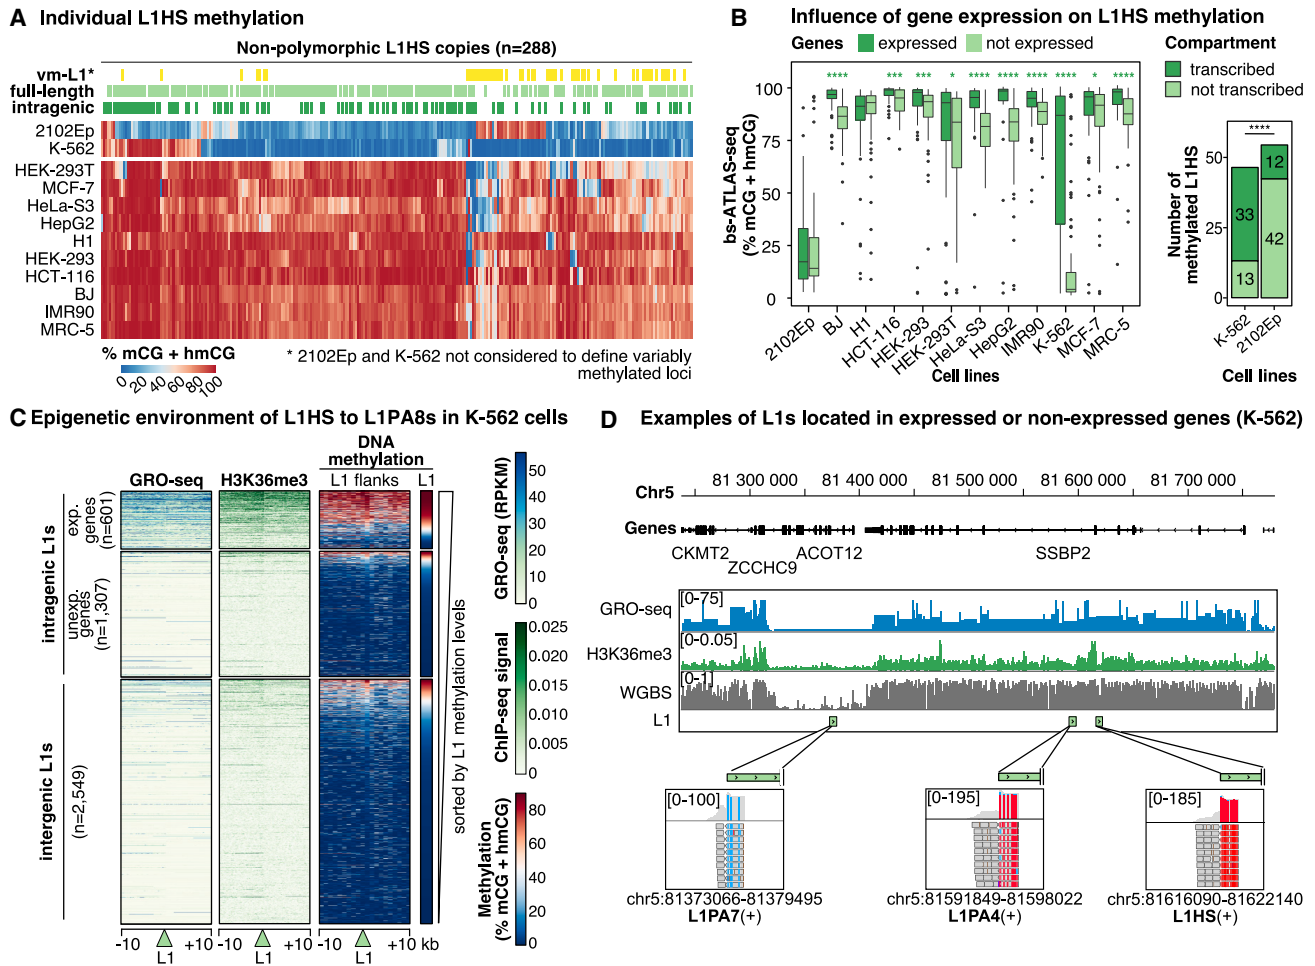 A Individual L1HS methylation
Non-polymorphic L1HS copies (n=288)
vm-L1*
full-length
intragenic
2102Ep
K-562
HEK-293T
MCF-7
HeLa-S3
HepG2
H1
HEK-293
HCT-116
BJ
IMR90
MRC-5
% mCG + hmCG
0 20 40 60 80 100
* 2102Ep and K-562 not considered to define variably
methylated loci
B Influence of gene expression on L1HS methylation
Genes expressed not expressed
Compartment
transcribed
not transcribed
bs-ATLAS-seq
(% mCG + hmCG)
100
75
50
25
0
**** *** *** * **** **** **** **** * ****
2102Ep BJ H1 HCT-116 HEK-293 HEK-293T HeLa-S3 HepG2 IMR90 K-562 MCF-7 MRC-5
Cell lines
Number of
methylated L1HS
50
25
0
****
33
13
12
42
K-562 2102Ep
Cell lines
C Epigenetic environment of L1HS to L1PA8s in K-562 cells
DNA
methylation
GRO-seq H3K36me3 L1 flanks L1
intragenic L1s
exp.
genes
(n=601)
unexp.
genes
(n=1,307)
intergenic L1s
(n=2,549)
sorted by L1 methylation levels
-10 +10 -10 +10 -10 +10 kb
L1 L1 L1
GRO-seq (RPKM)
50
40
30
20
10
0
ChIP-seq signal
0.025
0.020
0.015
0.010
0.005
0
Methylation
(% mCG + hmCG)
80
60
40
20
0
D Examples of L1s located in expressed or non-expressed genes (K-562)
Chr5
81 300 000 81 400 000 81 500 000 81 600 000 81 700 000
Genes
CKMT2 ACOT12 SSBP2
ZCCHC9
GRO-seq [0-75]
H3K36me3 [0-0.05]
WGBS [0-1]
L1
[0-100] [0-195] [0-185]
chr5:81373066-81379495 chr5:81591849-81598022 chr5:81616090-81622140
L1PA7(+) L1PA4(+) L1HS(+)